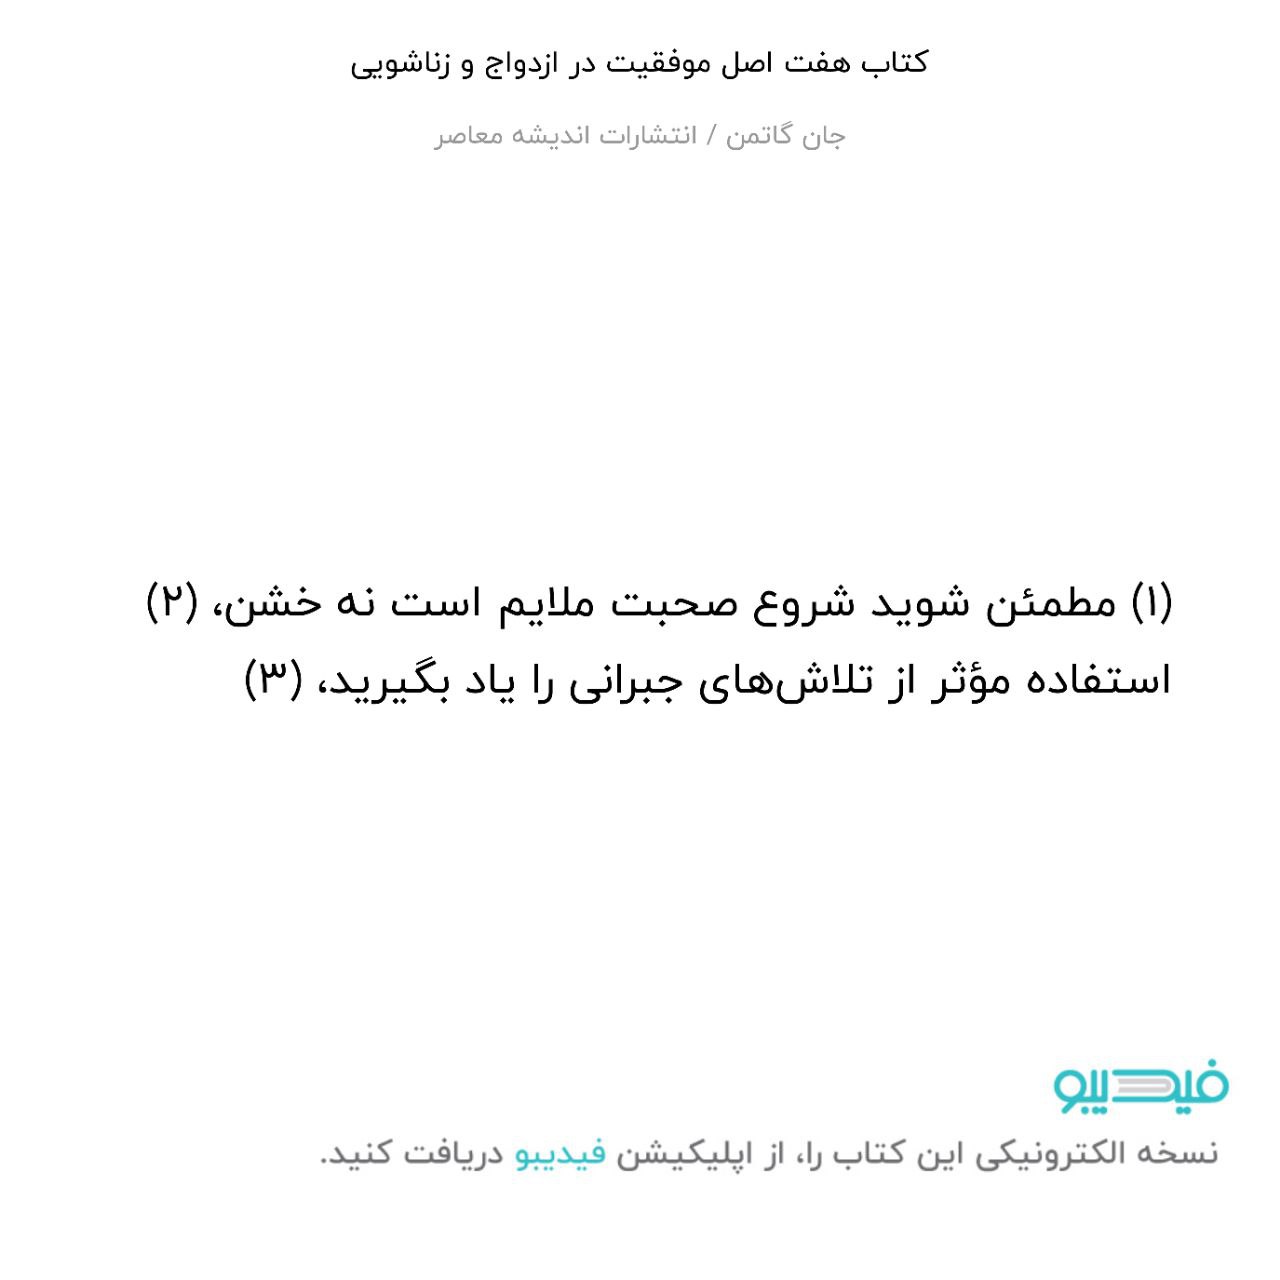 کتاب هفت اصل موفقیت در ازدواج و زناشویی
جان گاتمن / انتشارات اندیشه معاصر
(۱) مطمئن شوید شروع صحبت ملایم است نه خشن، (۲)
استفاده مؤثر از تلاش‌های جبرانی را یاد بگیرید، (۳)
فیدیبو
نسخه الکترونیکی این کتاب را، از اپلیکیشن فیدیبو دریافت کنید.